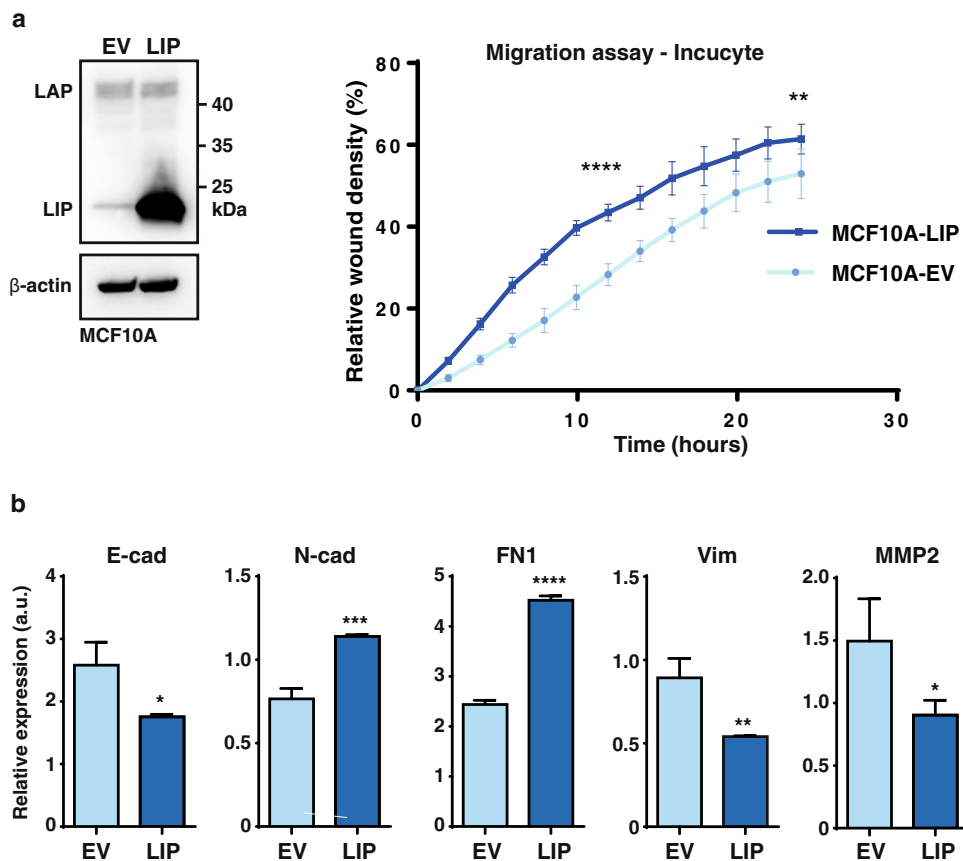 a
EV LIP
LAP
40
35
25
LIP
kDa
β-actin
MCF10A
Migration assay - Incucyte
Relative wound density (%)
80
60
40
20
0
**
****
MCF10A-LIP
MCF10A-EV
0 10 20 30
Time (hours)
b
Relative expression (a.u.)
E-cad
4
3
2
1
0
*
EV LIP
N-cad
1.5
1.0
0.5
0
***
EV LIP
FN1
5
4
3
2
1
0
****
EV LIP
Vim
1.5
1.0
0.5
0
**
EV LIP
MMP2
2.0
1.5
1.0
0.5
0
*
EV LIP